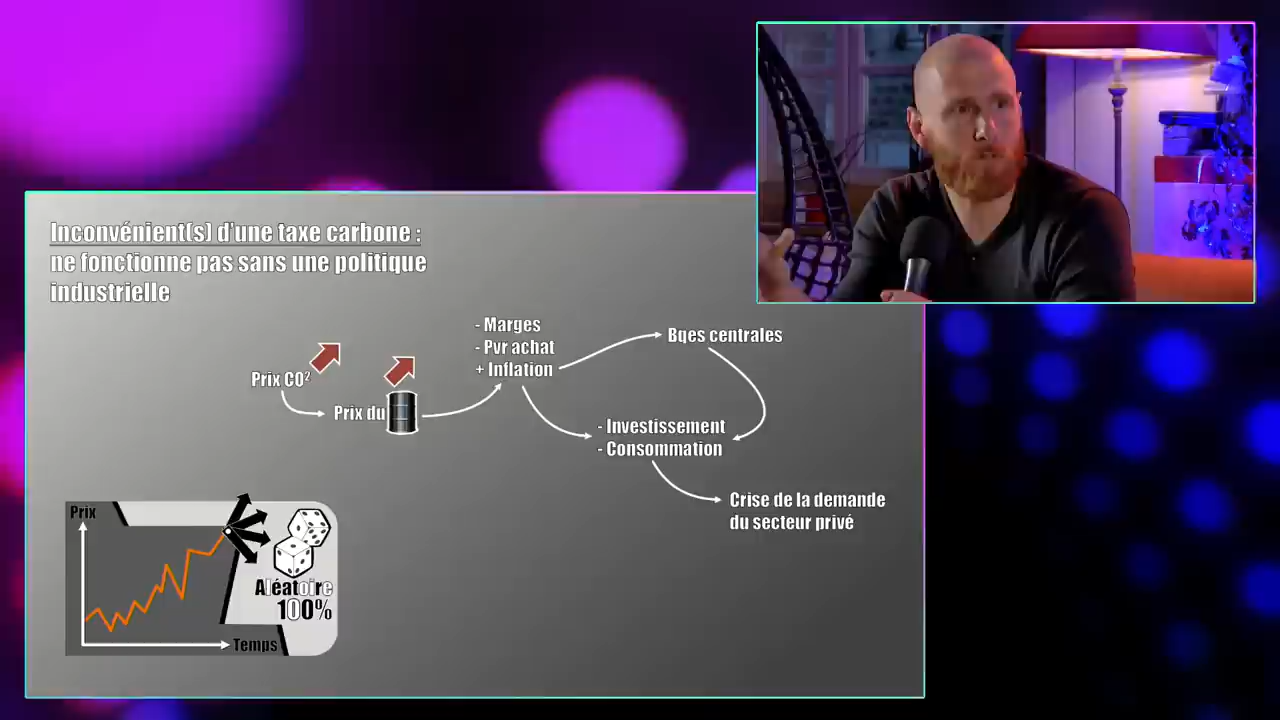 Inconvénient(s) d'une taxe carbone :
ne fonctionne pas sans une politique
industrielle
- Marges
- Pvr achat
+ Inflation
Bqes centrales
Prix CO²
Prix du
- Investissement
- Consommation
Crise de la demande
du secteur privé
Prix
Aléatoire
100%
Temps